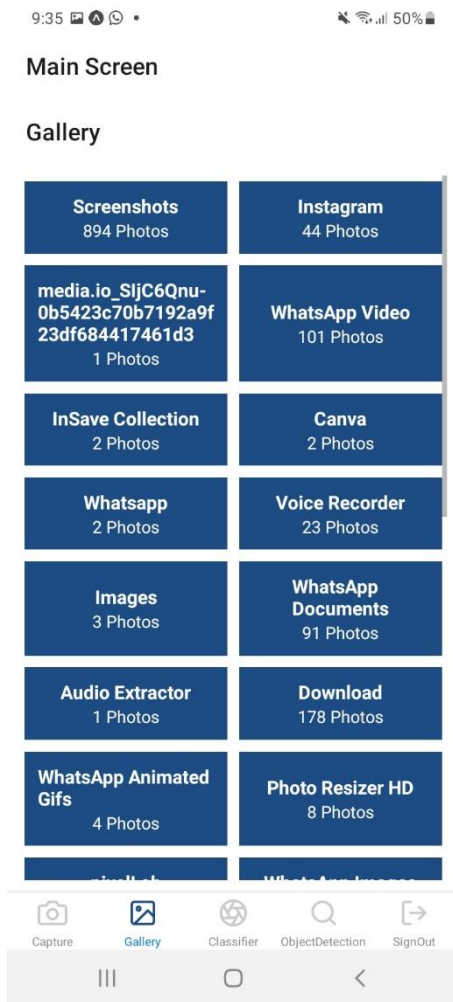 9:35 50%
Main Screen
Gallery
Screenshots
894 Photos
Instagram
44 Photos
media.io_SIjC6Qnu-
0b5423c70b7192a9f
23df684417461d3
1 Photos
WhatsApp Video
101 Photos
InSave Collection
2 Photos
Canva
2 Photos
Whatsapp
2 Photos
Voice Recorder
23 Photos
Images
3 Photos
WhatsApp
Documents
91 Photos
Audio Extractor
1 Photos
Download
178 Photos
WhatsApp Animated
Gifs
4 Photos
Photo Resizer HD
8 Photos
WhatsApp Images
Capture Gallery Classifier ObjectDetection SignOut